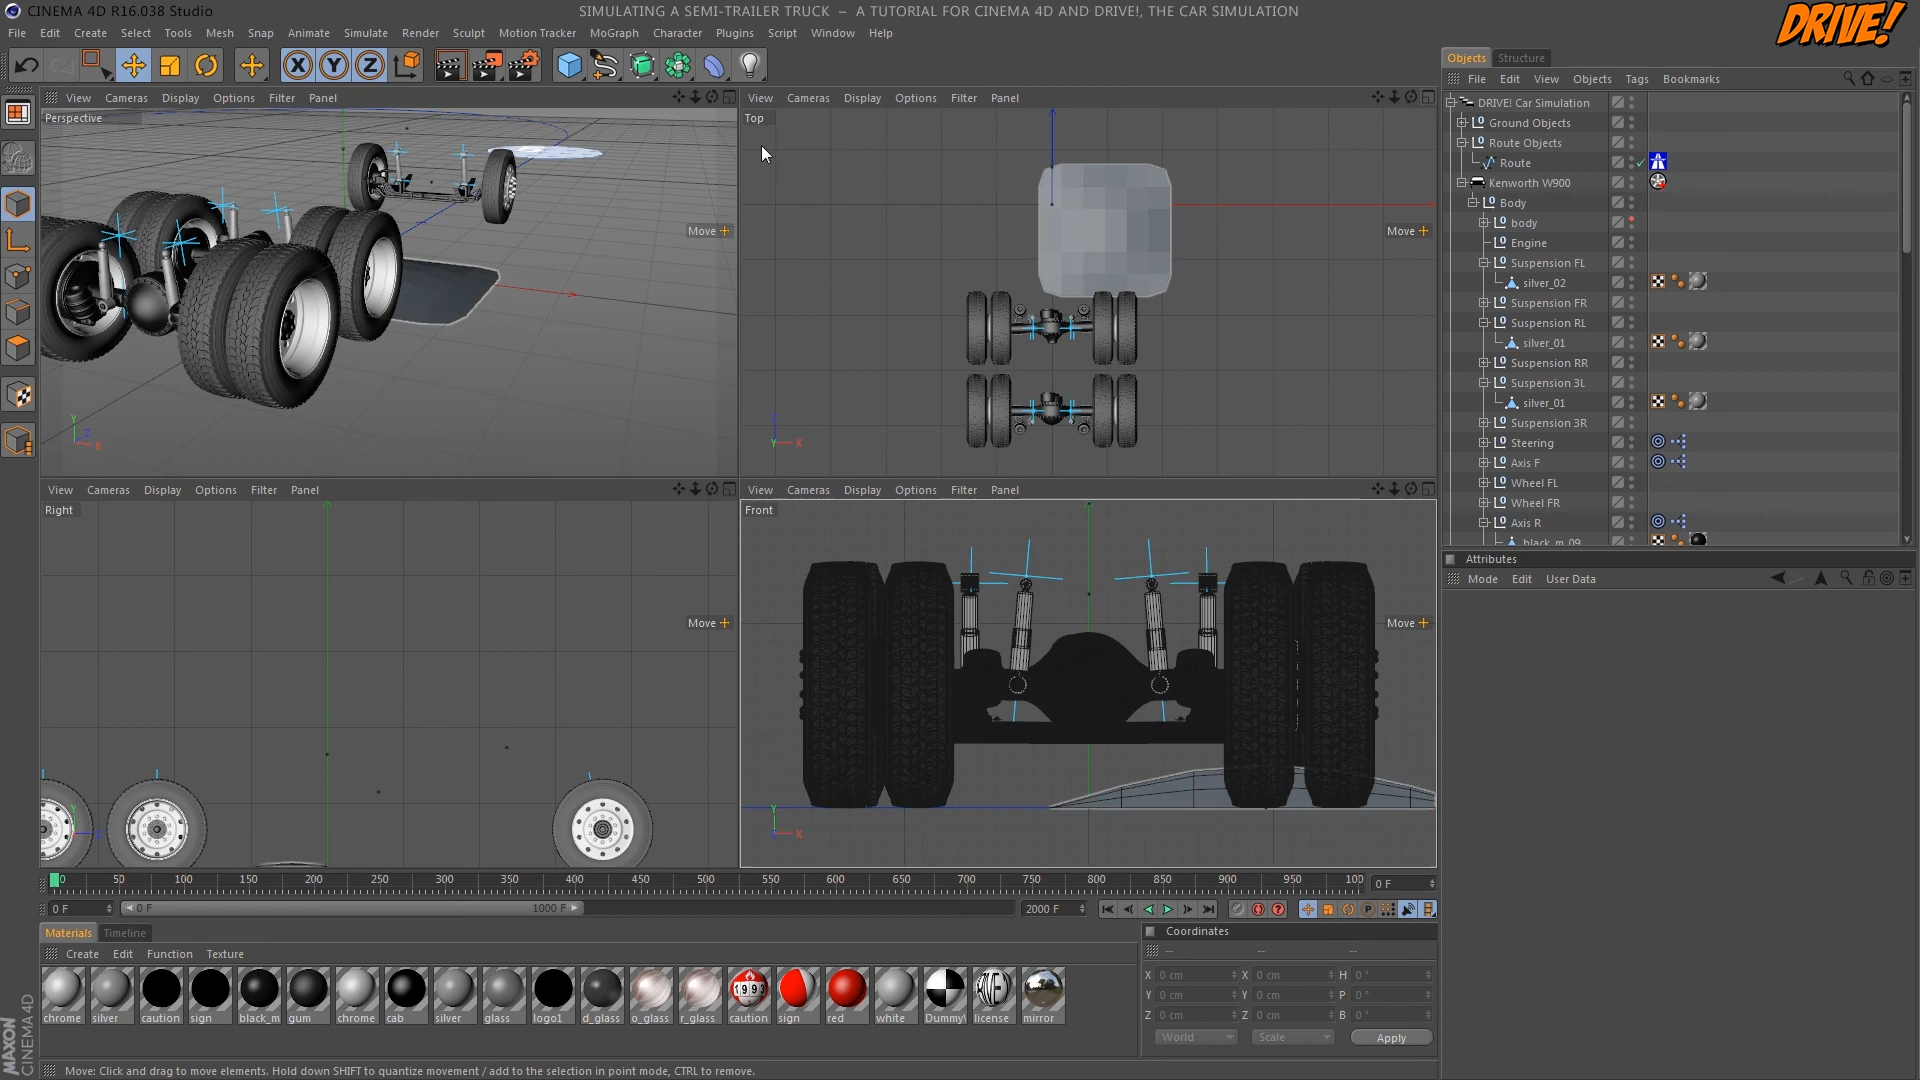 CINEMA 4D R16.038 Studio
SIMULATING A SEMI-TRAILER TRUCK – A TUTORIAL FOR CINEMA 4D AND DRIVE!, THE CAR SIMULATION
DRIVE!
File Edit Create Select Tools Mesh Snap Animate Simulate Render Sculpt Motion Tracker MoGraph Character Plugins Script Window Help
X Y Z
Objects Structure
File Edit View Objects Tags Bookmarks
View Cameras Display Options Filter Panel
Perspective
Move
Y Z X
View Cameras Display Options Filter Panel
Top
Move
Z Y X
View Cameras Display Options Filter Panel
Right
Move
Y Z
View Cameras Display Options Filter Panel
Front
Move
Y X
DRIVE! Car Simulation
Ground Objects
Route Objects
Route
Kenworth W900
Body
body
Engine
Suspension FL
silver_02
Suspension FR
Suspension RL
silver_01
Suspension RR
Suspension 3L
silver_01
Suspension 3R
Steering
Axis F
Wheel FL
Wheel FR
Axis R
black_m_09
Attributes
Mode Edit User Data
0 50 100 150 200 250 300 350 400 450 500 550 600 650 700 750 800 850 900 950 100 0 F
0 F 0 F 1000 F 2000 F
Materials Timeline
Create Edit Function Texture
chrome silver caution sign black_m gum chrome cab silver glass logo1 d_glass o_glass r_glass caution sign red white Dummy\ license mirror
1993
Coordinates
-- -- --
X 0 cm X 0 cm H 0 °
Y 0 cm Y 0 cm P 0 °
Z 0 cm Z 0 cm B 0 °
World Scale Apply
MAXON
CINEMA 4D
Move: Click and drag to move elements. Hold down SHIFT to quantize movement / add to the selection in point mode, CTRL to remove.